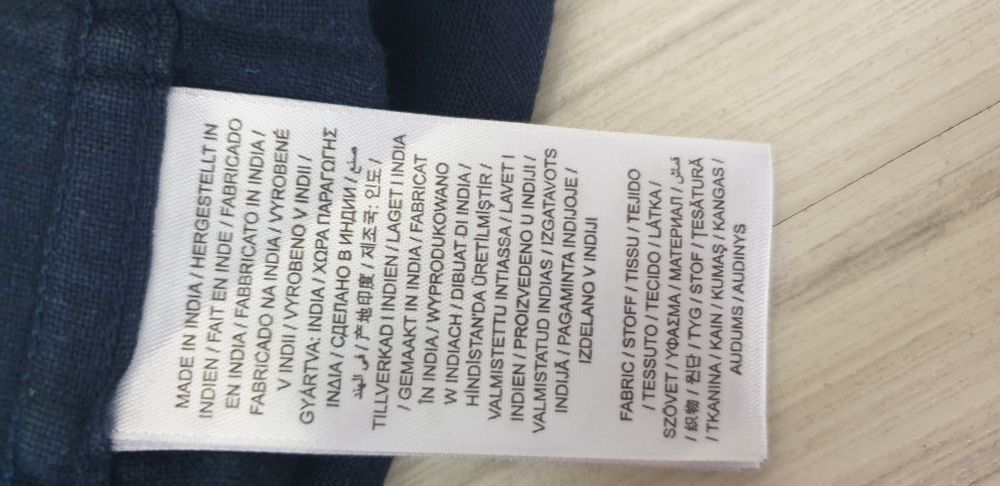 MADE IN INDIA / HERGESTELLT IN
INDIEN / FAIT EN INDE / FABRICADO
EN INDIA / FABBRICATO IN INDIA /
FABRICADO NA INDIA / VYROBENÉ
V INDII / VYROBENO V INDII /
GYÁRTVA: INDIA / ΧΩΡΑ ΠΑΡΑΓΩΓΗΣ
ΙΝΔΙΑ / СДЕЛАНО В ИНДИИ / صنع
في الهند / 产地印度 / 제조국: 인도 /
TILLVERKAD I INDIEN / LAGET I INDIA
/ GEMAAKT IN INDIA / FABRICAT
ÎN INDIA / WYPRODUKOWANO
W INDIACH / DIBUAT DI INDIA /
HİNDİSTAN'DA ÜRETİLMİŞTİR /
VALMISTETTU INTIASSA / LAVET I
INDIEN / PROIZVEDENO U INDIJI /
VALMISTATUD INDIAS / IZGATAVOTS
INDIJĀ / PAGAMINTA INDIJOJE /
IZDELANO V INDIJI
FABRIC / STOFF / TISSU / TEJIDO
/ TESSUTO / TECIDO / LÁTKA /
SZÖVET / ΥΦΑΣΜΑ / МАТЕРИАЛ / قماش
/ 织物 / 원단 / TYG / STOF / ȚESĂTURĂ
/ TKANINA / KAIN / KUMAŞ / KANGAS /
AUDUMS / AUDINYS